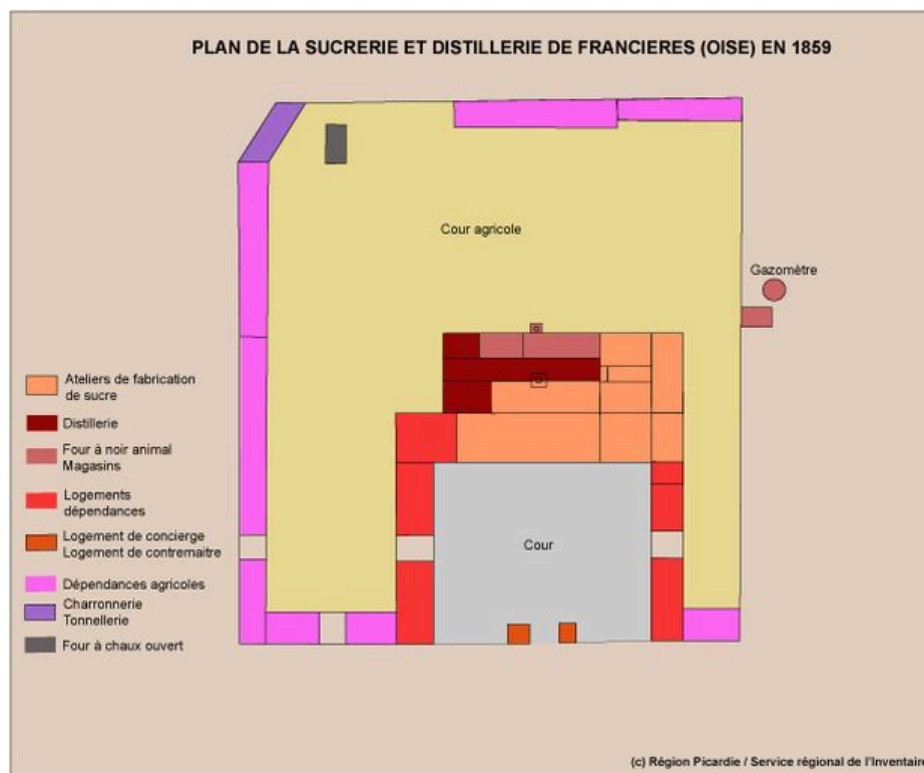 PLAN DE LA SUCRERIE ET DISTILLERIE DE FRANCIERES (OISE) EN 1859
Cour agricole
Gazomètre
Ateliers de fabrication
de sucre
Distillerie
Four à noir animal
Magasins
Logements
dépendances
Logement de concierge
Logement de contremaitre
Cour
Dépendances agricoles
Charronnerie
Tonnellerie
Four à chaux ouvert
(c) Région Picardie / Service régional de l'Inventaire